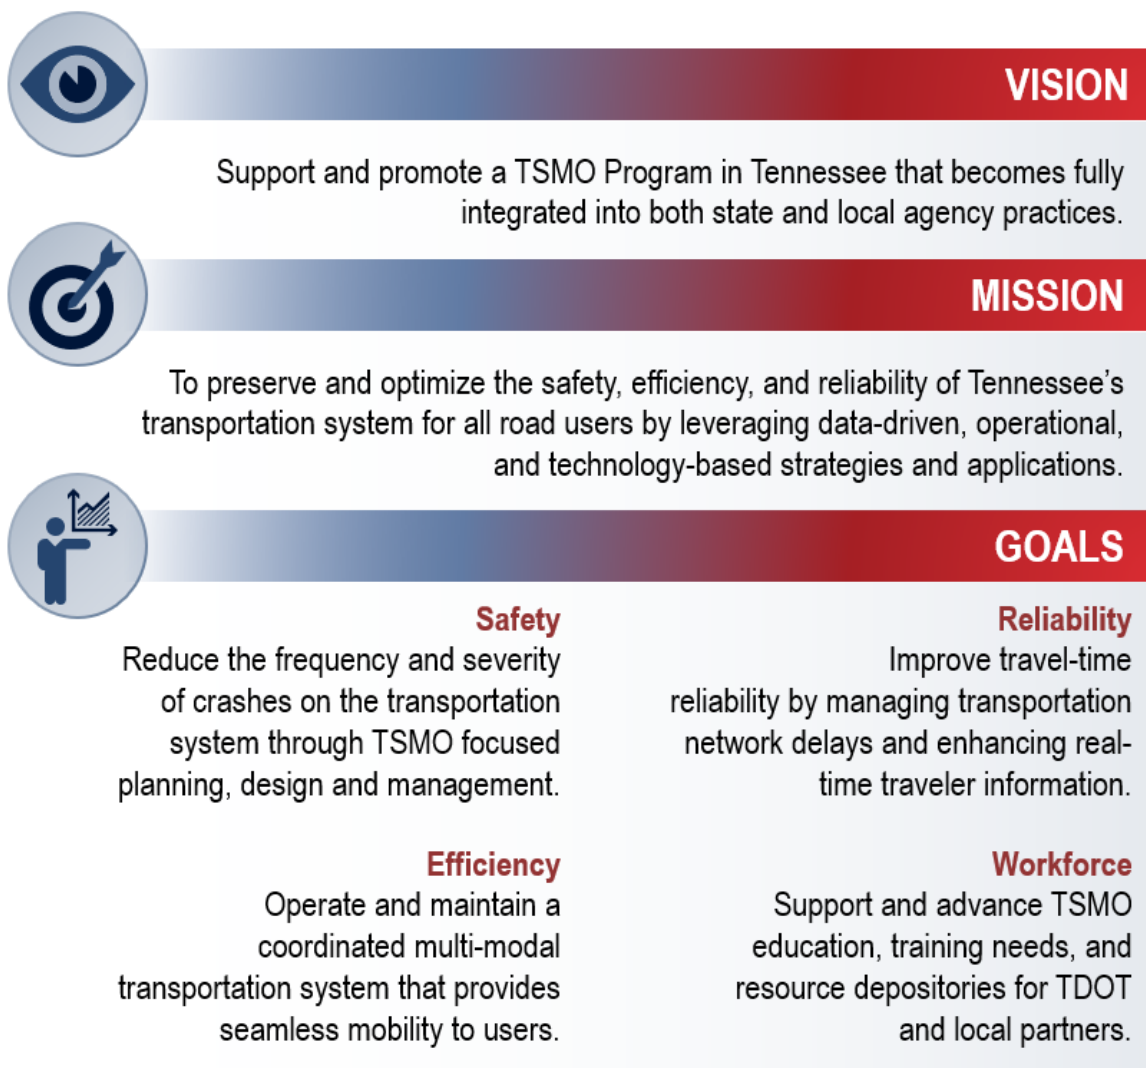 VISION
Support and promote a TSMO Program in Tennessee that becomes fully
integrated into both state and local agency practices.
MISSION
To preserve and optimize the safety, efficiency, and reliability of Tennessee’s
transportation system for all road users by leveraging data-driven, operational,
and technology-based strategies and applications.
GOALS
Safety
Reduce the frequency and severity
of crashes on the transportation
system through TSMO focused
planning, design and management.
Reliability
Improve travel-time
reliability by managing transportation
network delays and enhancing real-
time traveler information.
Efficiency
Operate and maintain a
coordinated multi-modal
transportation system that provides
seamless mobility to users.
Workforce
Support and advance TSMO
education, training needs, and
resource depositories for TDOT
and local partners.